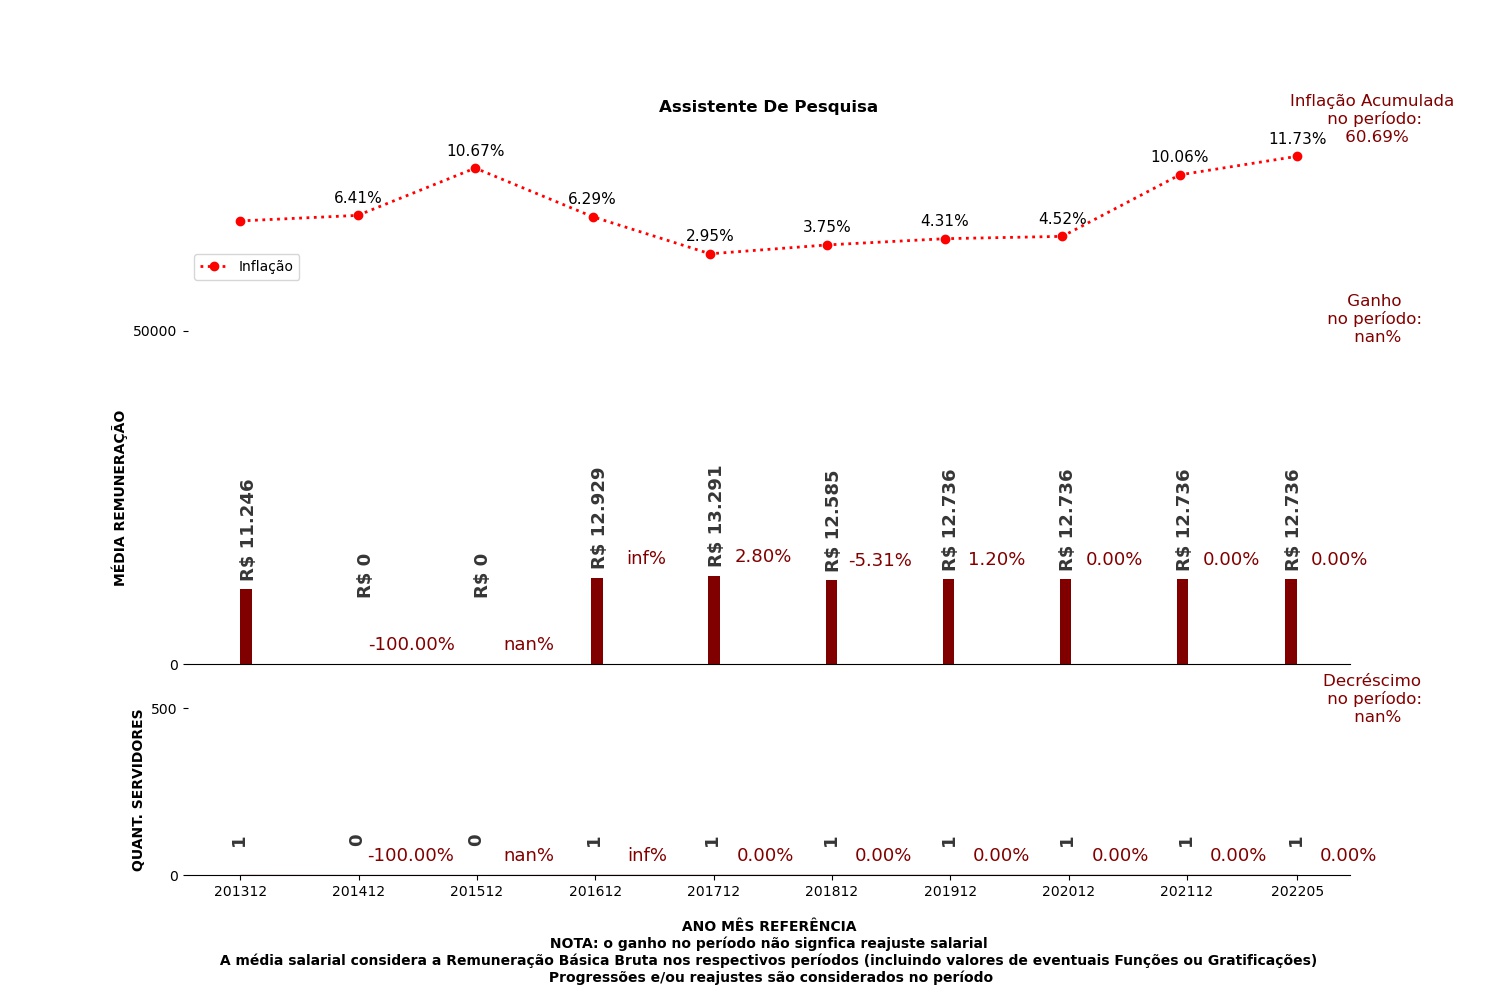 Assistente De Pesquisa
Inflação Acumulada
no período:
60.69%
6.41%
10.67%
6.29%
2.95%
3.75%
4.31%
4.52%
10.06%
11.73%
Inflação
Ganho
no período:
nan%
MÉDIA REMUNERAÇÃO
50000
0
R$ 11.246
R$ 0
R$ 0
R$ 12.929
R$ 13.291
R$ 12.585
R$ 12.736
R$ 12.736
R$ 12.736
R$ 12.736
-100.00%
nan%
inf%
2.80%
-5.31%
1.20%
0.00%
0.00%
0.00%
Decréscimo
no período:
nan%
QUANT. SERVIDORES
500
0
1
0
0
1
1
1
1
1
1
1
-100.00%
nan%
inf%
0.00%
0.00%
0.00%
0.00%
0.00%
0.00%
201312
201412
201512
201612
201712
201812
201912
202012
202112
202205
ANO MÊS REFERÊNCIA
NOTA: o ganho no período não signfica reajuste salarial
A média salarial considera a Remuneração Básica Bruta nos respectivos períodos (incluindo valores de eventuais Funções ou Gratificações)
Progressões e/ou reajustes são considerados no período